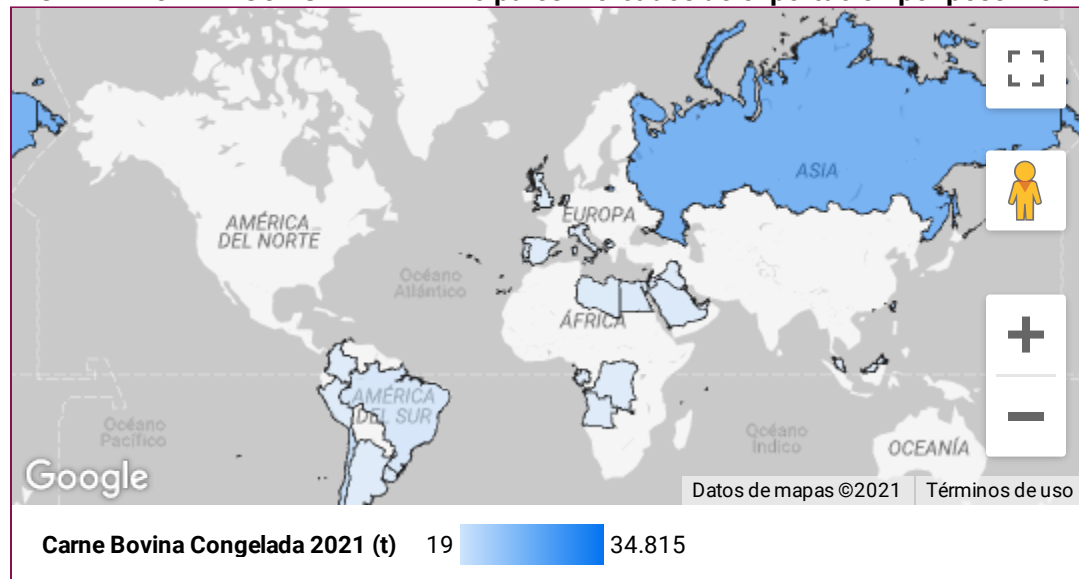 AMÉRICA
DEL NORTE
Océano
Atlántico
EUROPA
ASIA
ÁFRICA
AMÉRICA
DEL SUR
Océano
Pacífico
Océano
Índico
OCEANÍA
Google
Datos de mapas ©2021
Términos de uso
Carne Bovina Congelada 2021 (t) 19 34.815